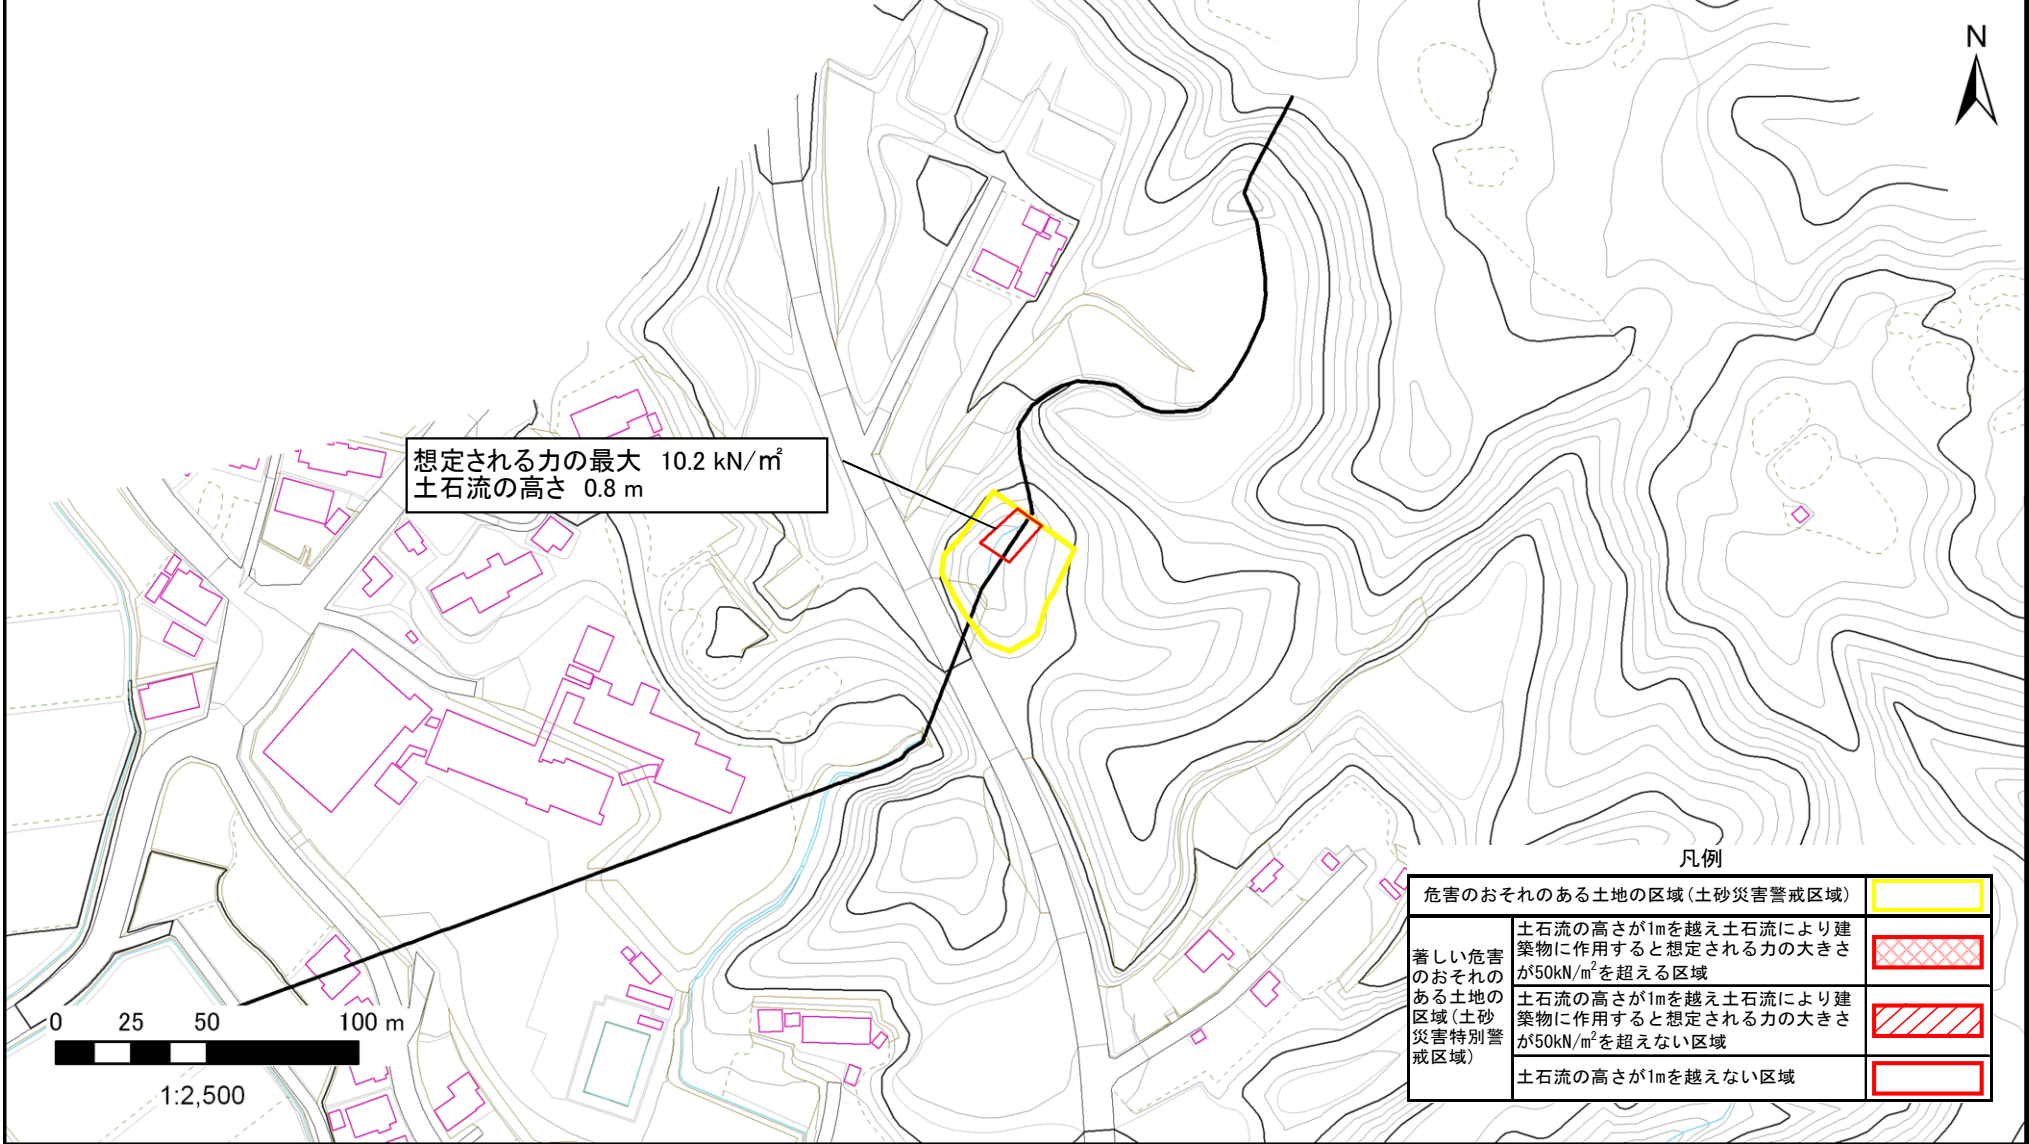 N
想定される力の最大 10.2 kN/㎡
土石流の高さ 0.8 m
凡例
危害のおそれのある土地の区域(土砂災害警戒区域)
著しい危害
のおそれの
ある土地の
区域(土砂
災害特別警
戒区域)
土石流の高さが1mを越え土石流により建
築物に作用すると想定される力の大きさ
が50kN/m²を超える区域
土石流の高さが1mを越え土石流により建
築物に作用すると想定される力の大きさ
が50kN/m²を超えない区域
土石流の高さが1mを越えない区域
0 25 50 100 m
1:2,500